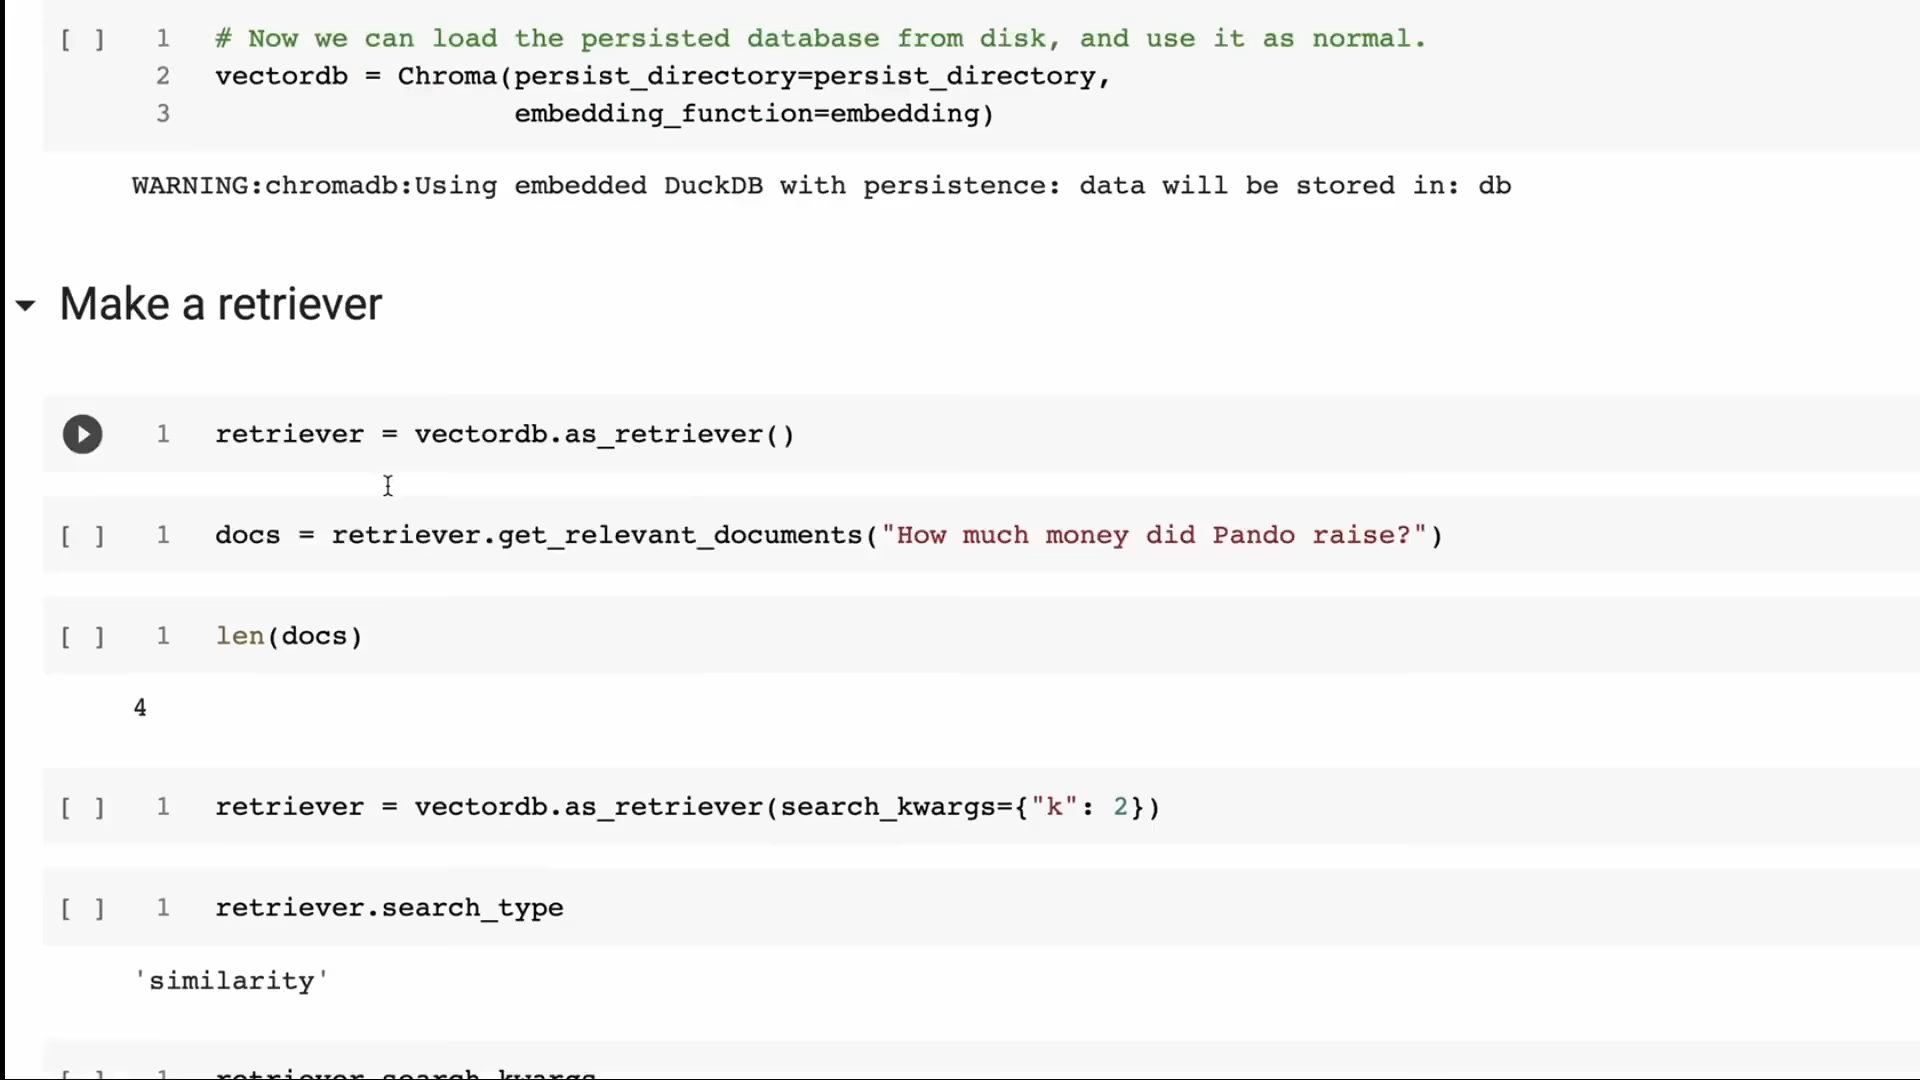 [ ] 1 # Now we can load the persisted database from disk, and use it as normal.
2 vectordb = Chroma(persist_directory=persist_directory,
3 embedding_function=embedding)
WARNING:chromadb:Using embedded DuckDB with persistence: data will be stored in: db
Make a retriever
1 retriever = vectordb.as_retriever()
[ ] 1 docs = retriever.get_relevant_documents("How much money did Pando raise?")
[ ] 1 len(docs)
4
[ ] 1 retriever = vectordb.as_retriever(search_kwargs={"k": 2})
[ ] 1 retriever.search_type
'similarity'
[ ] 1 retriever.search_kwargs